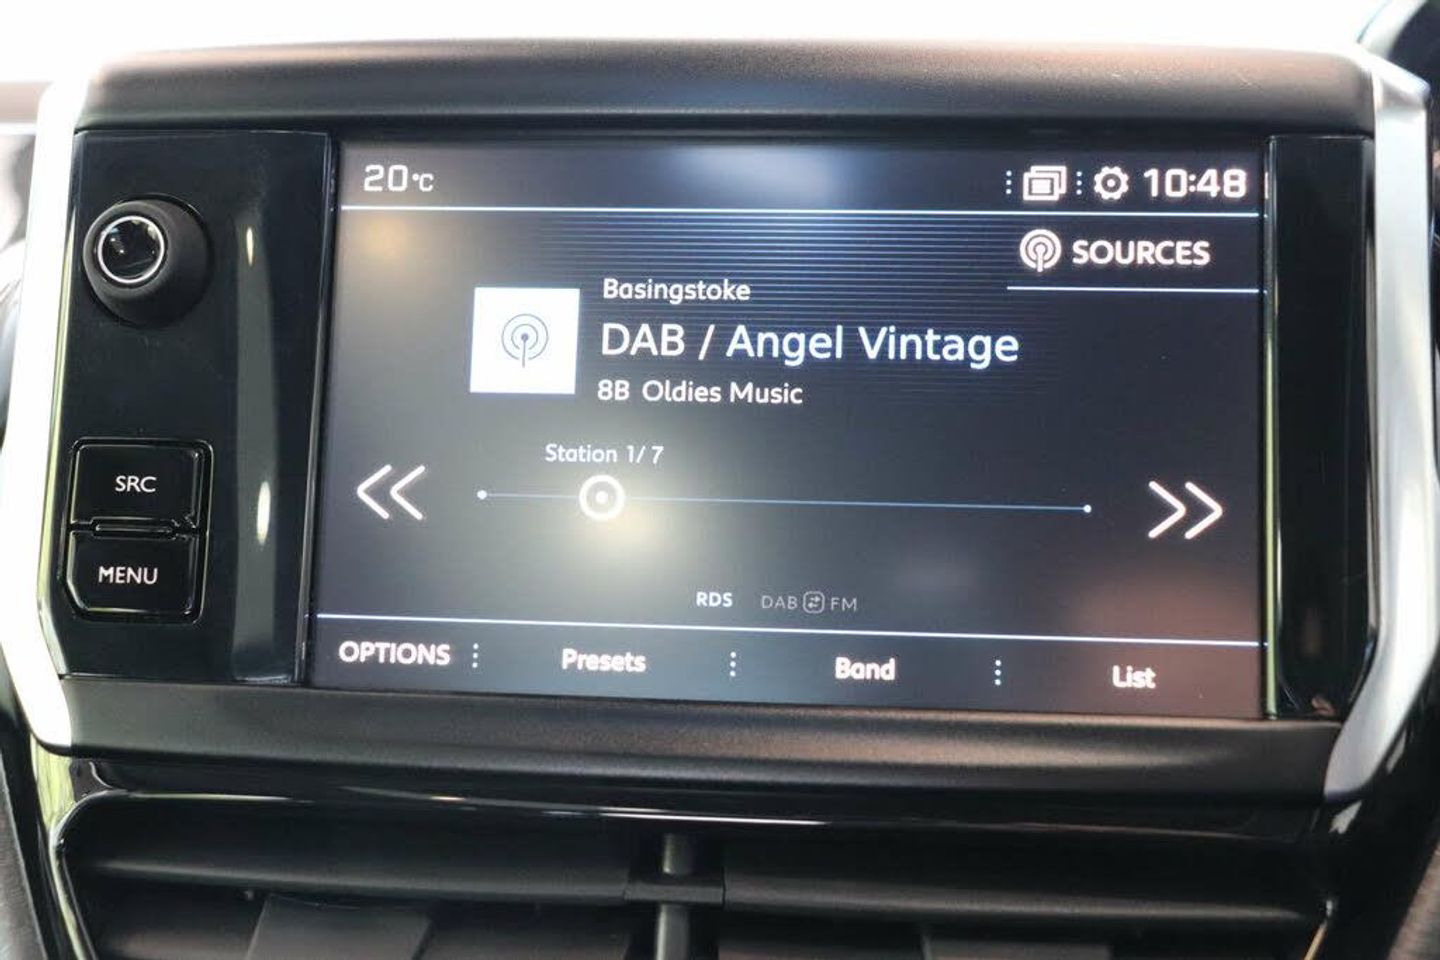 20°C
10:48
SOURCES
Basingstoke
DAB / Angel Vintage
8B Oldies Music
Station 1/7
SRC
MENU
RDS DAB FM
OPTIONS Presets Band List